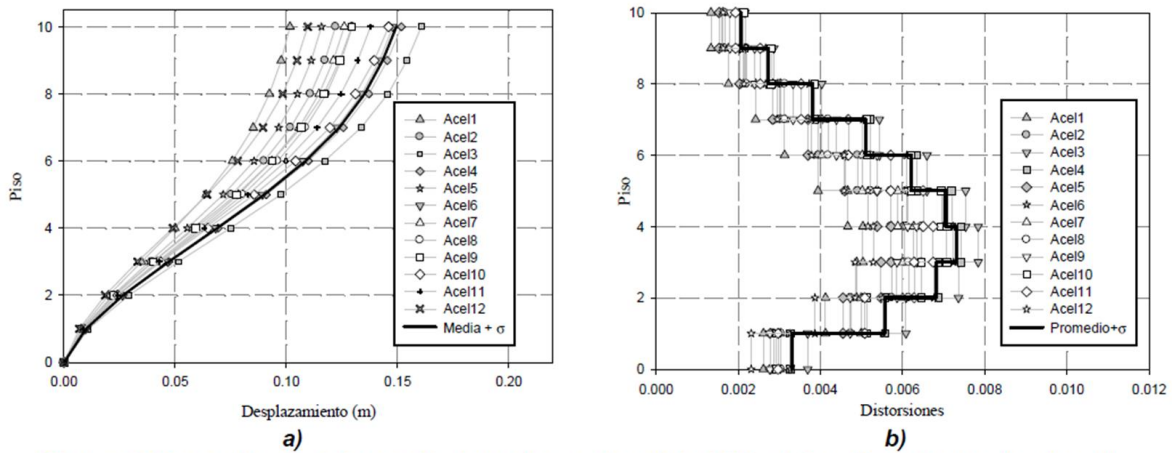 10
8
6
4
2
0
Piso
0.00
0.05
0.10
0.15
0.20
Desplazamiento (m)
Acel1
Acel2
Acel3
Acel4
Acel5
Acel6
Acel7
Acel8
Acel9
Acel10
Acel11
Acel12
Media + σ
a)
10
8
6
4
2
0
Piso
0.000
0.002
0.004
0.006
0.008
0.010
0.012
Distorsiones
Acel1
Acel2
Acel3
Acel4
Acel5
Acel6
Acel7
Acel8
Acel9
Acel10
Acel11
Acel12
Promedio+σ
b)